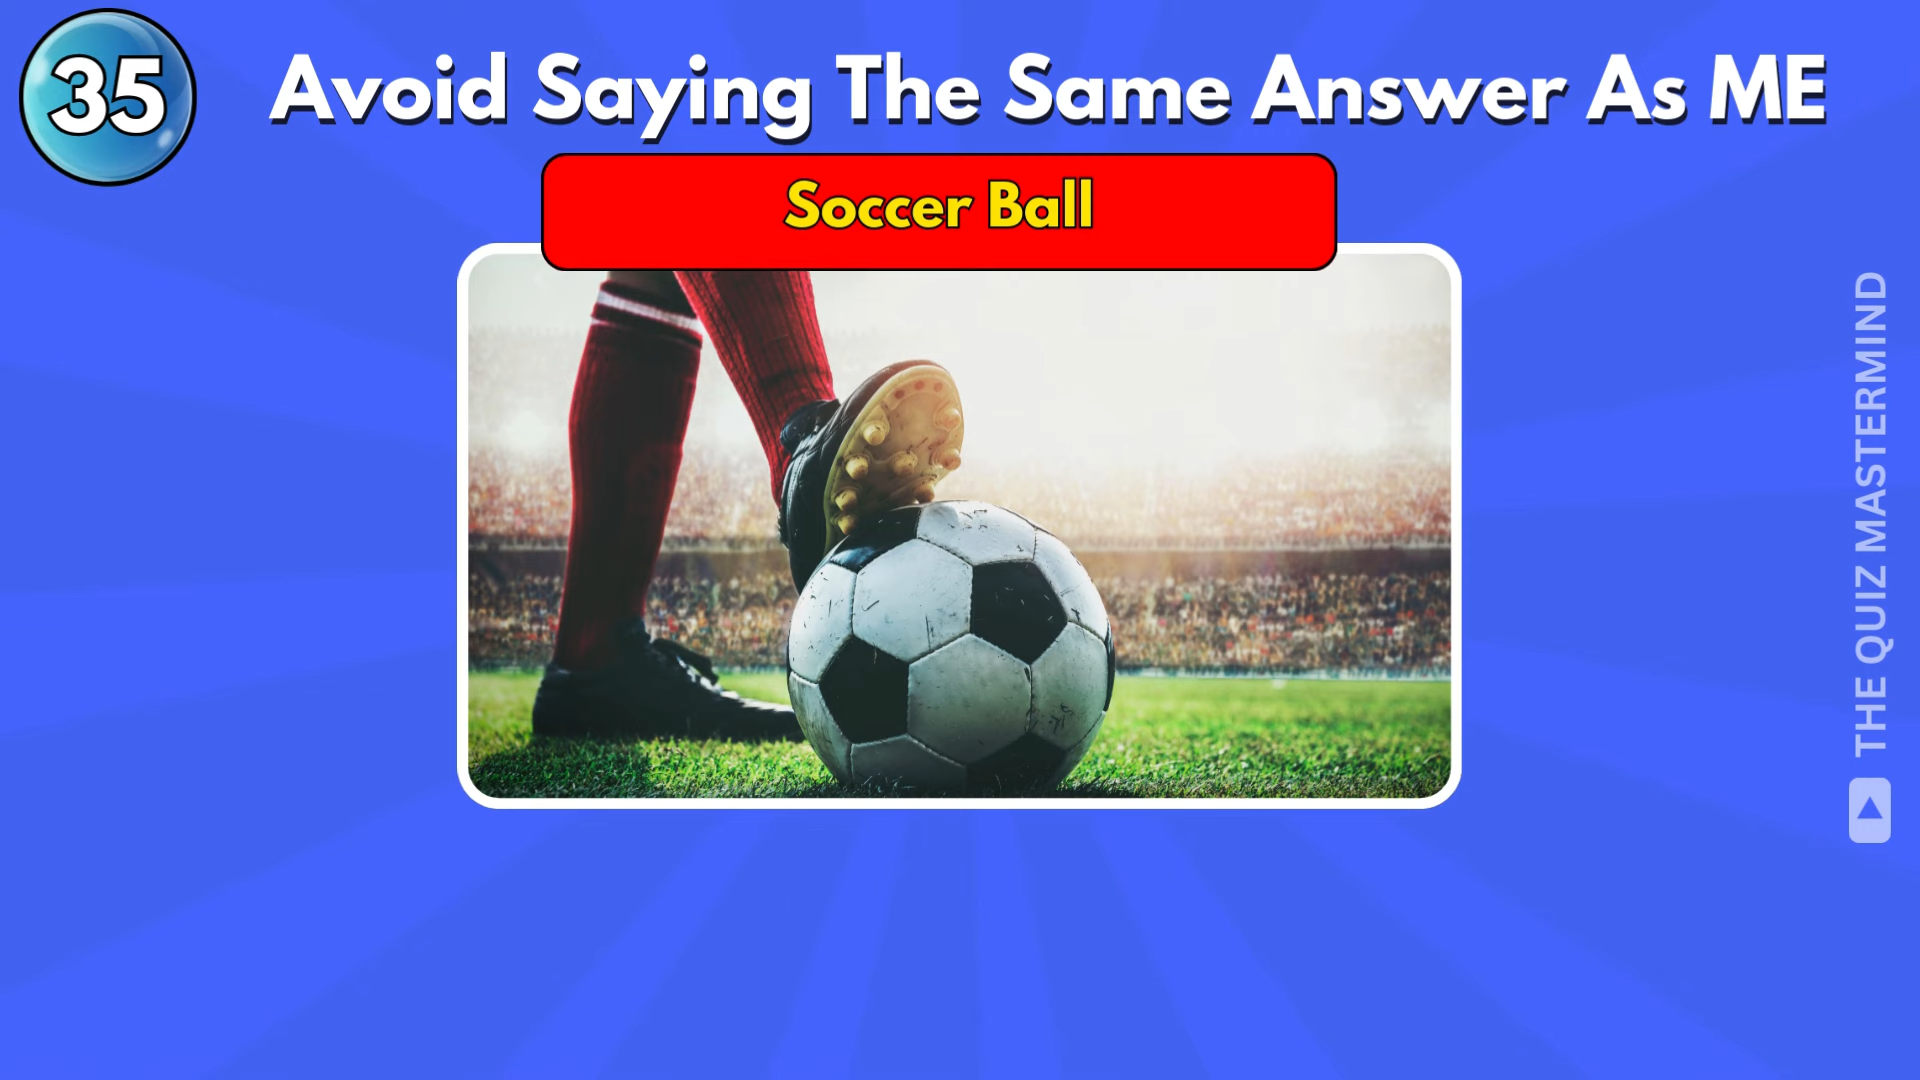 35
Avoid Saying The Same Answer As ME
Soccer Ball
THE QUIZ MASTERMIND